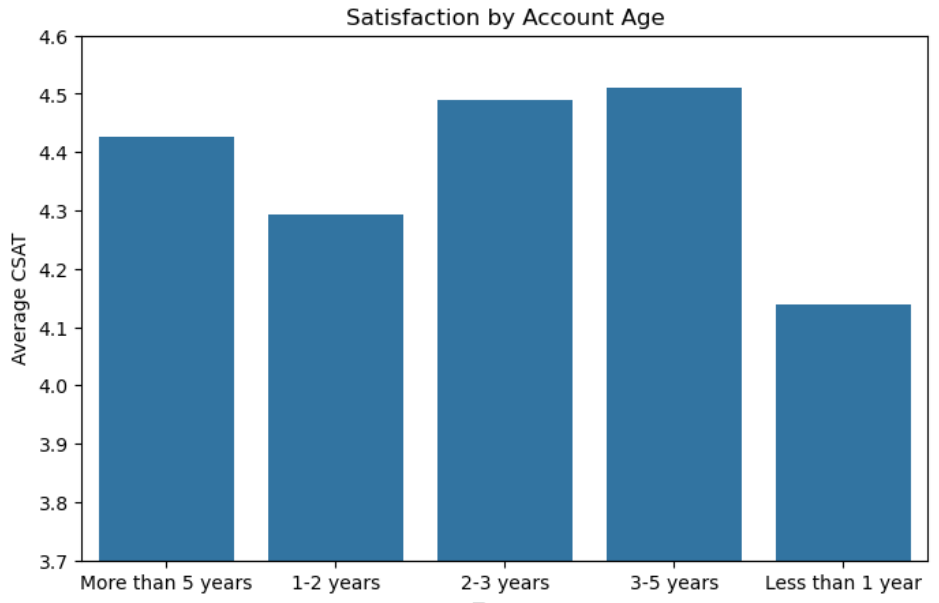 Satisfaction by Account Age
4.6
4.5
4.4
4.3
4.2
4.1
4.0
3.9
3.8
3.7
Average CSAT
More than 5 years
1-2 years
2-3 years
3-5 years
Less than 1 year